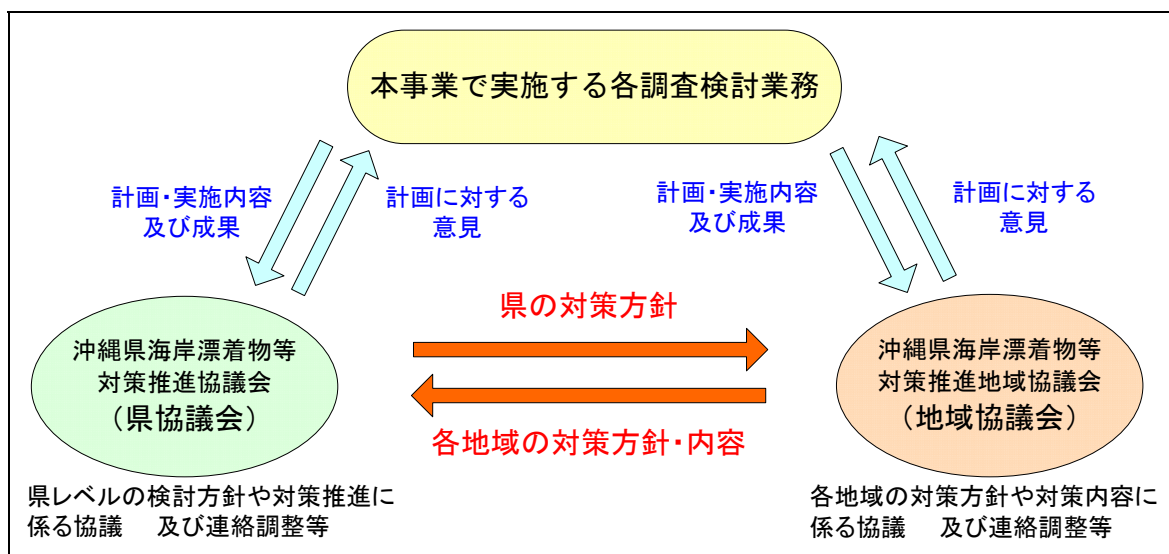 本事業で実施する各調査検討業務
計画・実施内容
及び成果
計画に対する
意見
計画・実施内容
及び成果
計画に対する
意見
県の対策方針
沖縄県海岸漂着物等
対策推進協議会
（県協議会）
沖縄県海岸漂着物等
対策推進地域協議会
（地域協議会）
各地域の対策方針・内容
県レベルの検討方針や対策推進に
係る協議　及び連絡調整等
各地域の対策方針や対策内容に
係る協議　及び連絡調整等